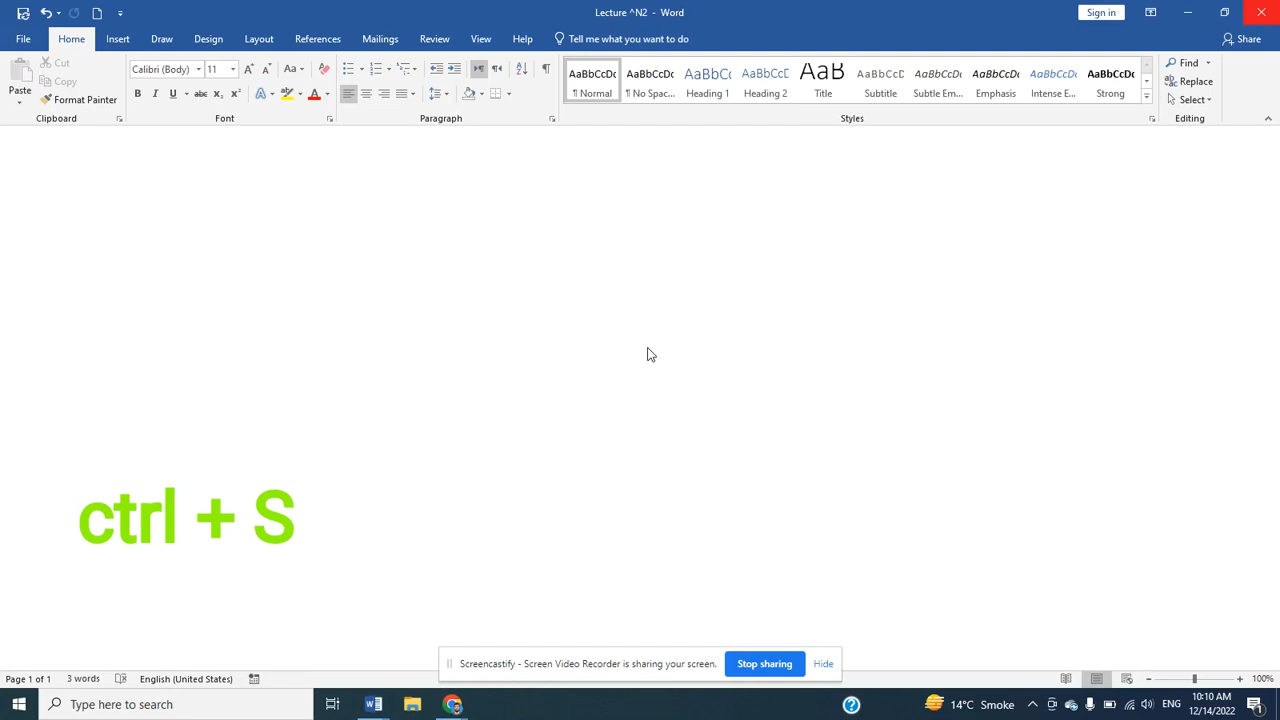 Lecture ^N2 - Word
Sign in
File Home Insert Draw Design Layout References Mailings Review View Help Tell me what you want to do Share
Paste
Cut
Copy
Format Painter
Clipboard
Calibri (Body) 11
Font
Paragraph
AaBbCcDc AaBbCcDc AaBbCc AaBbCcD AaB AaBbCcD AaBbCcDc AaBbCcDc AaBbCcDc AaBbCcDc
¶ Normal ¶ No Spac... Heading 1 Heading 2 Title Subtitle Subtle Em... Emphasis Intense E... Strong
Styles
Find
Replace
Select
Editing
ctrl + S
Screencastify - Screen Video Recorder is sharing your screen. Stop sharing Hide
Page 1 of 1 3 words English (United States) 100%
Type here to search
14°C Smoke ENG 10:10 AM
12/14/2022
1